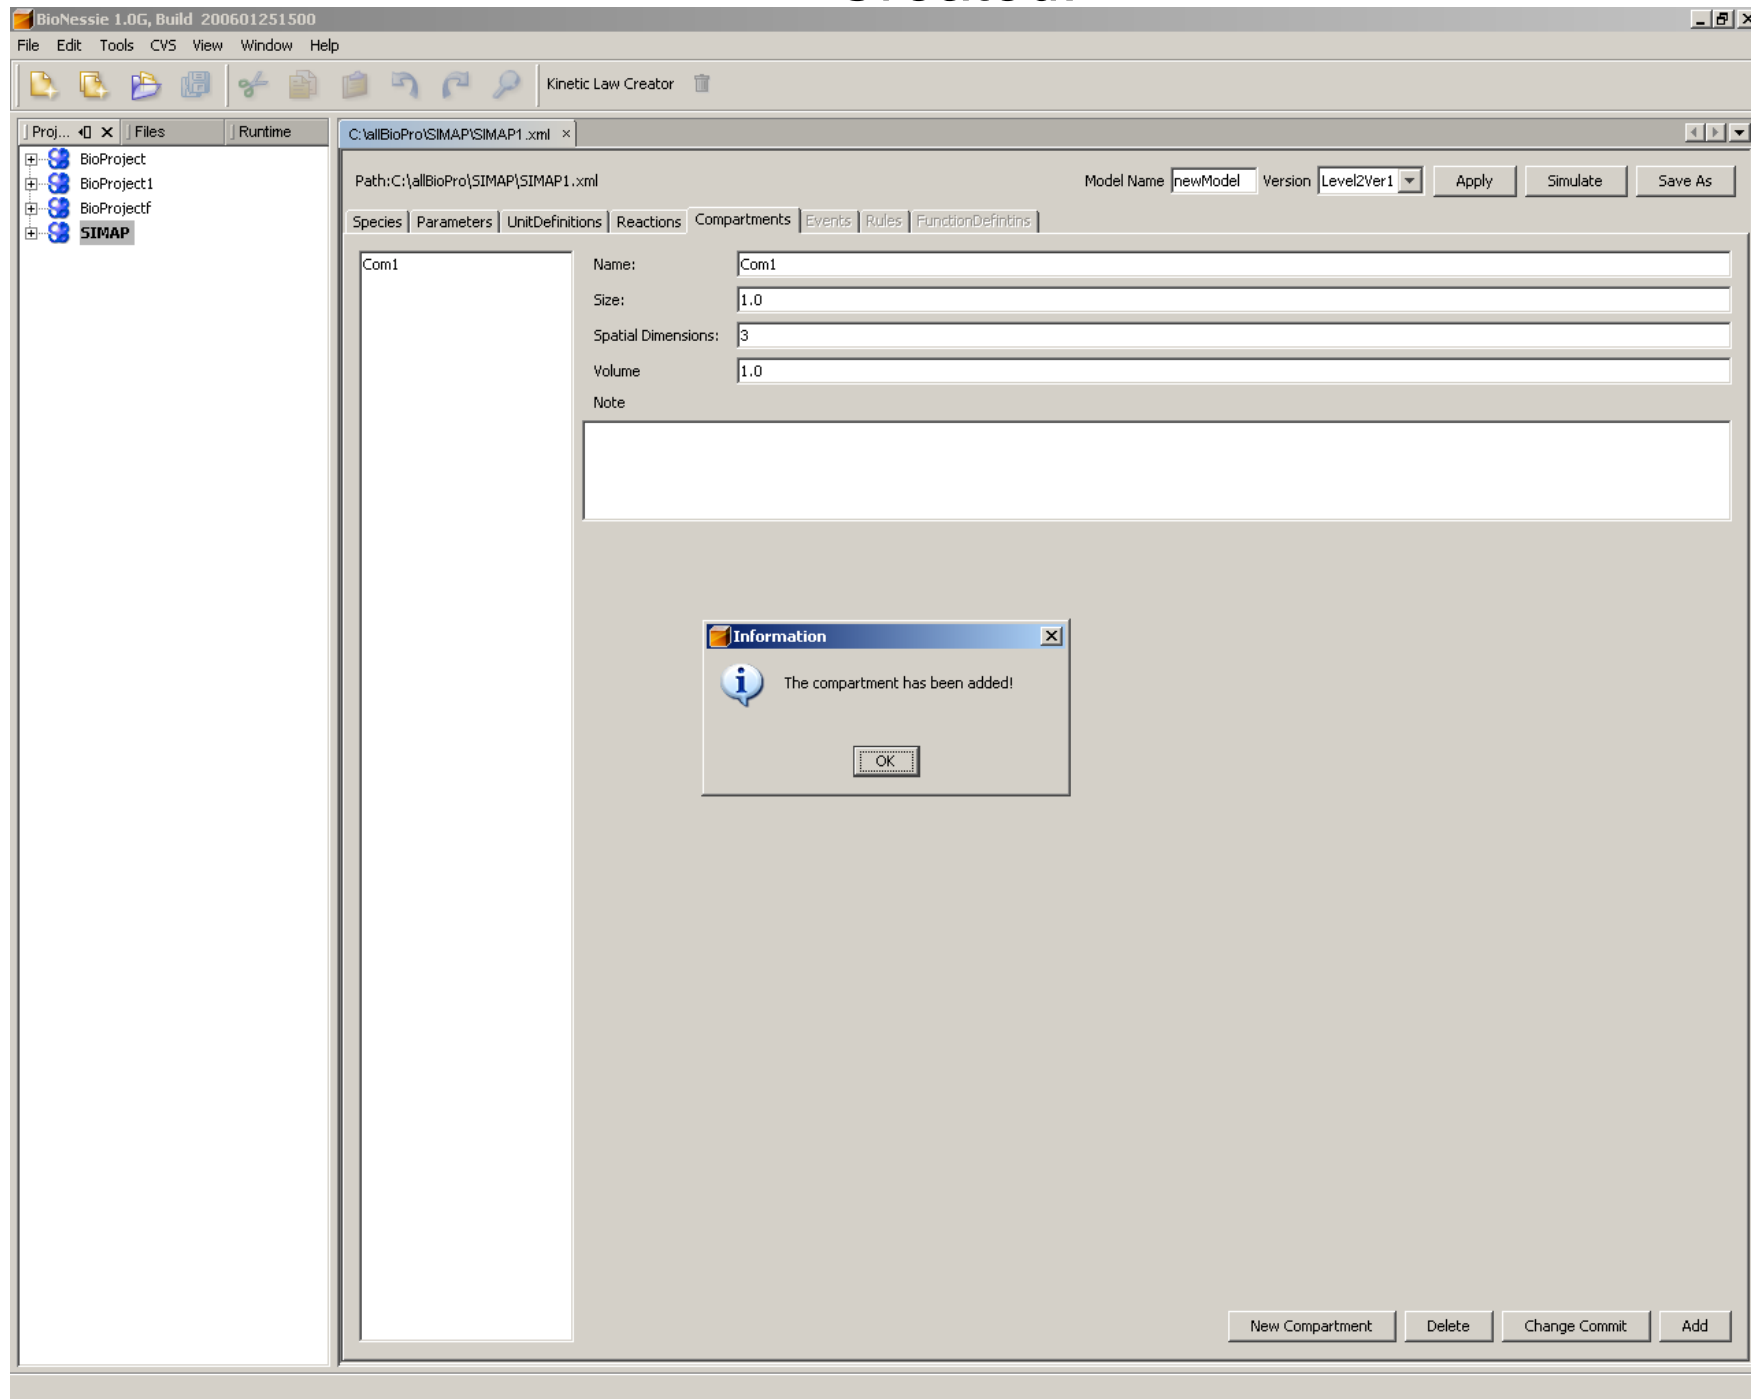 BioNessie 1.0G, Build 200601251500
File Edit Tools CVS View Window Help
Kinetic Law Creator
Proj... Files Runtime
C:\allBioPro\SIMAP\SIMAP1.xml
BioProject
BioProject1
BioProjectf
SIMAP
Path:C:\allBioPro\SIMAP\SIMAP1.xml
Model Name newModel Version Level2Ver1 Apply Simulate Save As
Species Parameters UnitDefinitions Reactions Compartments Events Rules FunctionDefintins
Com1
Name: Com1
Size: 1.0
Spatial Dimensions: 3
Volume 1.0
Note
Information
The compartment has been added!
OK
New Compartment Delete Change Commit Add